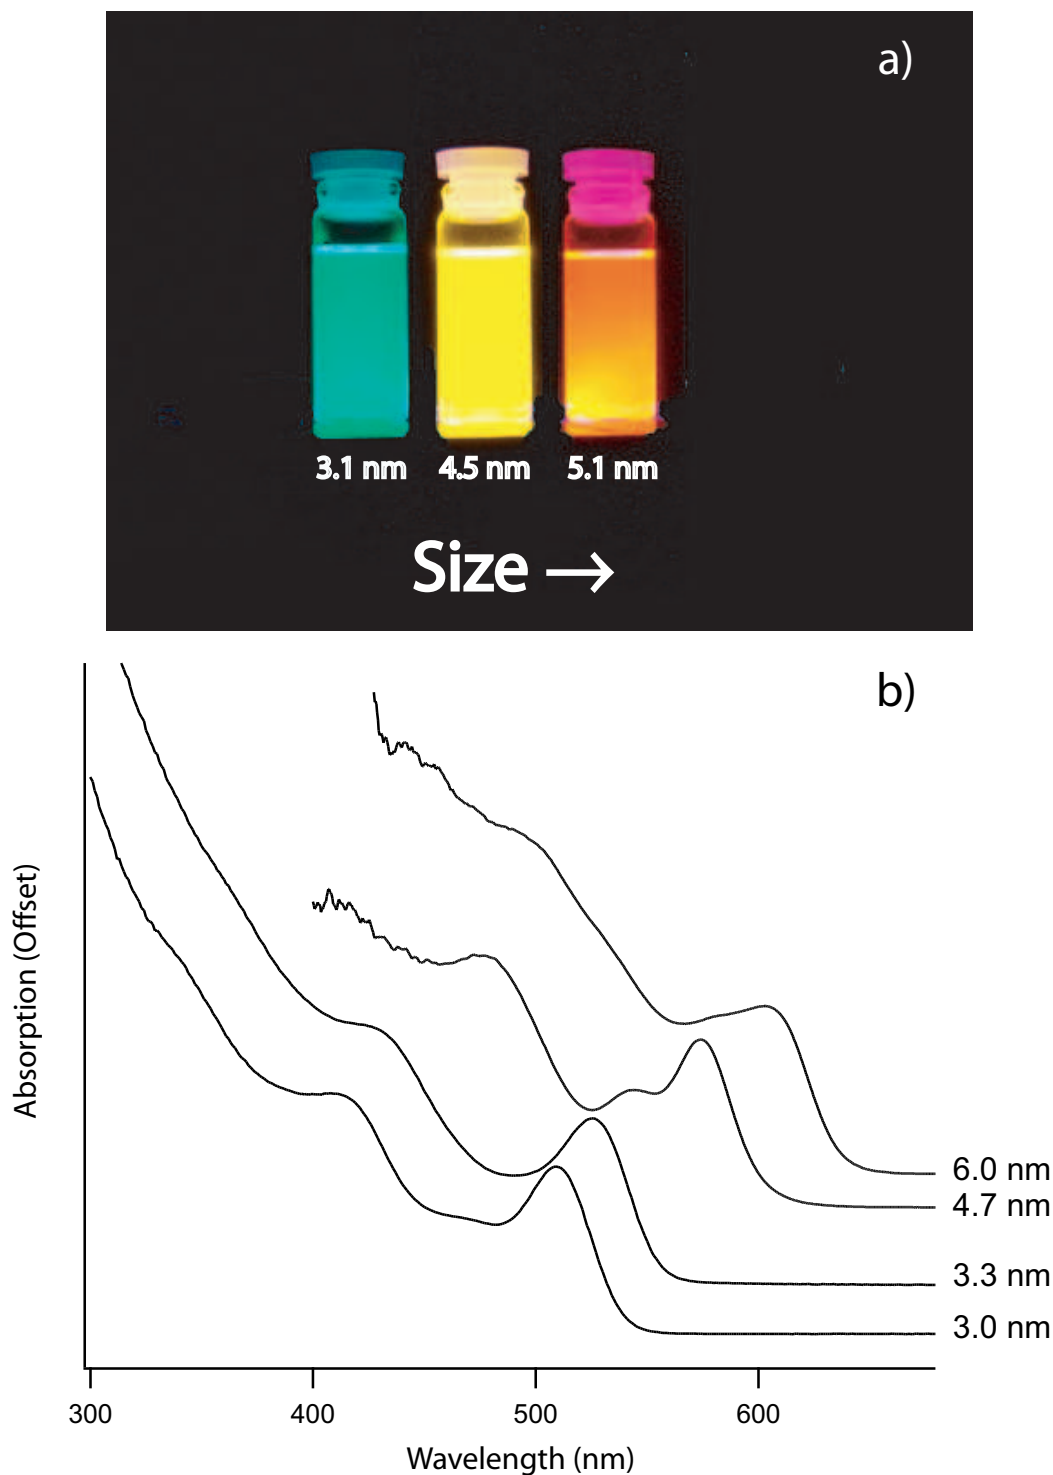 a)
3.1 nm 4.5 nm 5.1 nm
Size →
b)
Absorption (Offset)
6.0 nm
4.7 nm
3.3 nm
3.0 nm
300 400 500 600
Wavelength (nm)